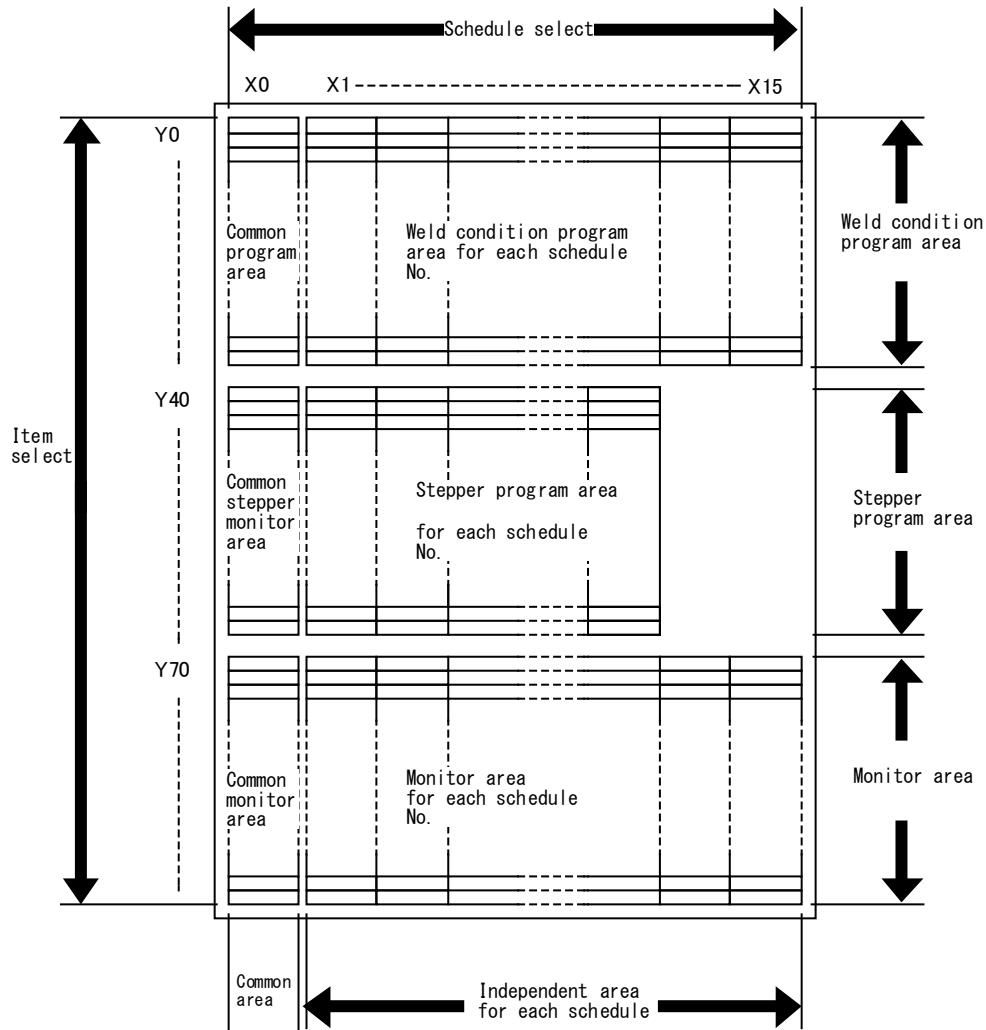 Schedule select
X0
X1
X15
Y0
Common
program
area
Weld condition program
area for each schedule
No.
Weld condition
program area
Y40
Item
select
Common
stepper
monitor
area
Stepper program area
for each schedule
No.
Stepper
program area
Y70
Common
monitor
area
Monitor area
for each schedule
No.
Monitor area
Common
area
Independent area
for each schedule